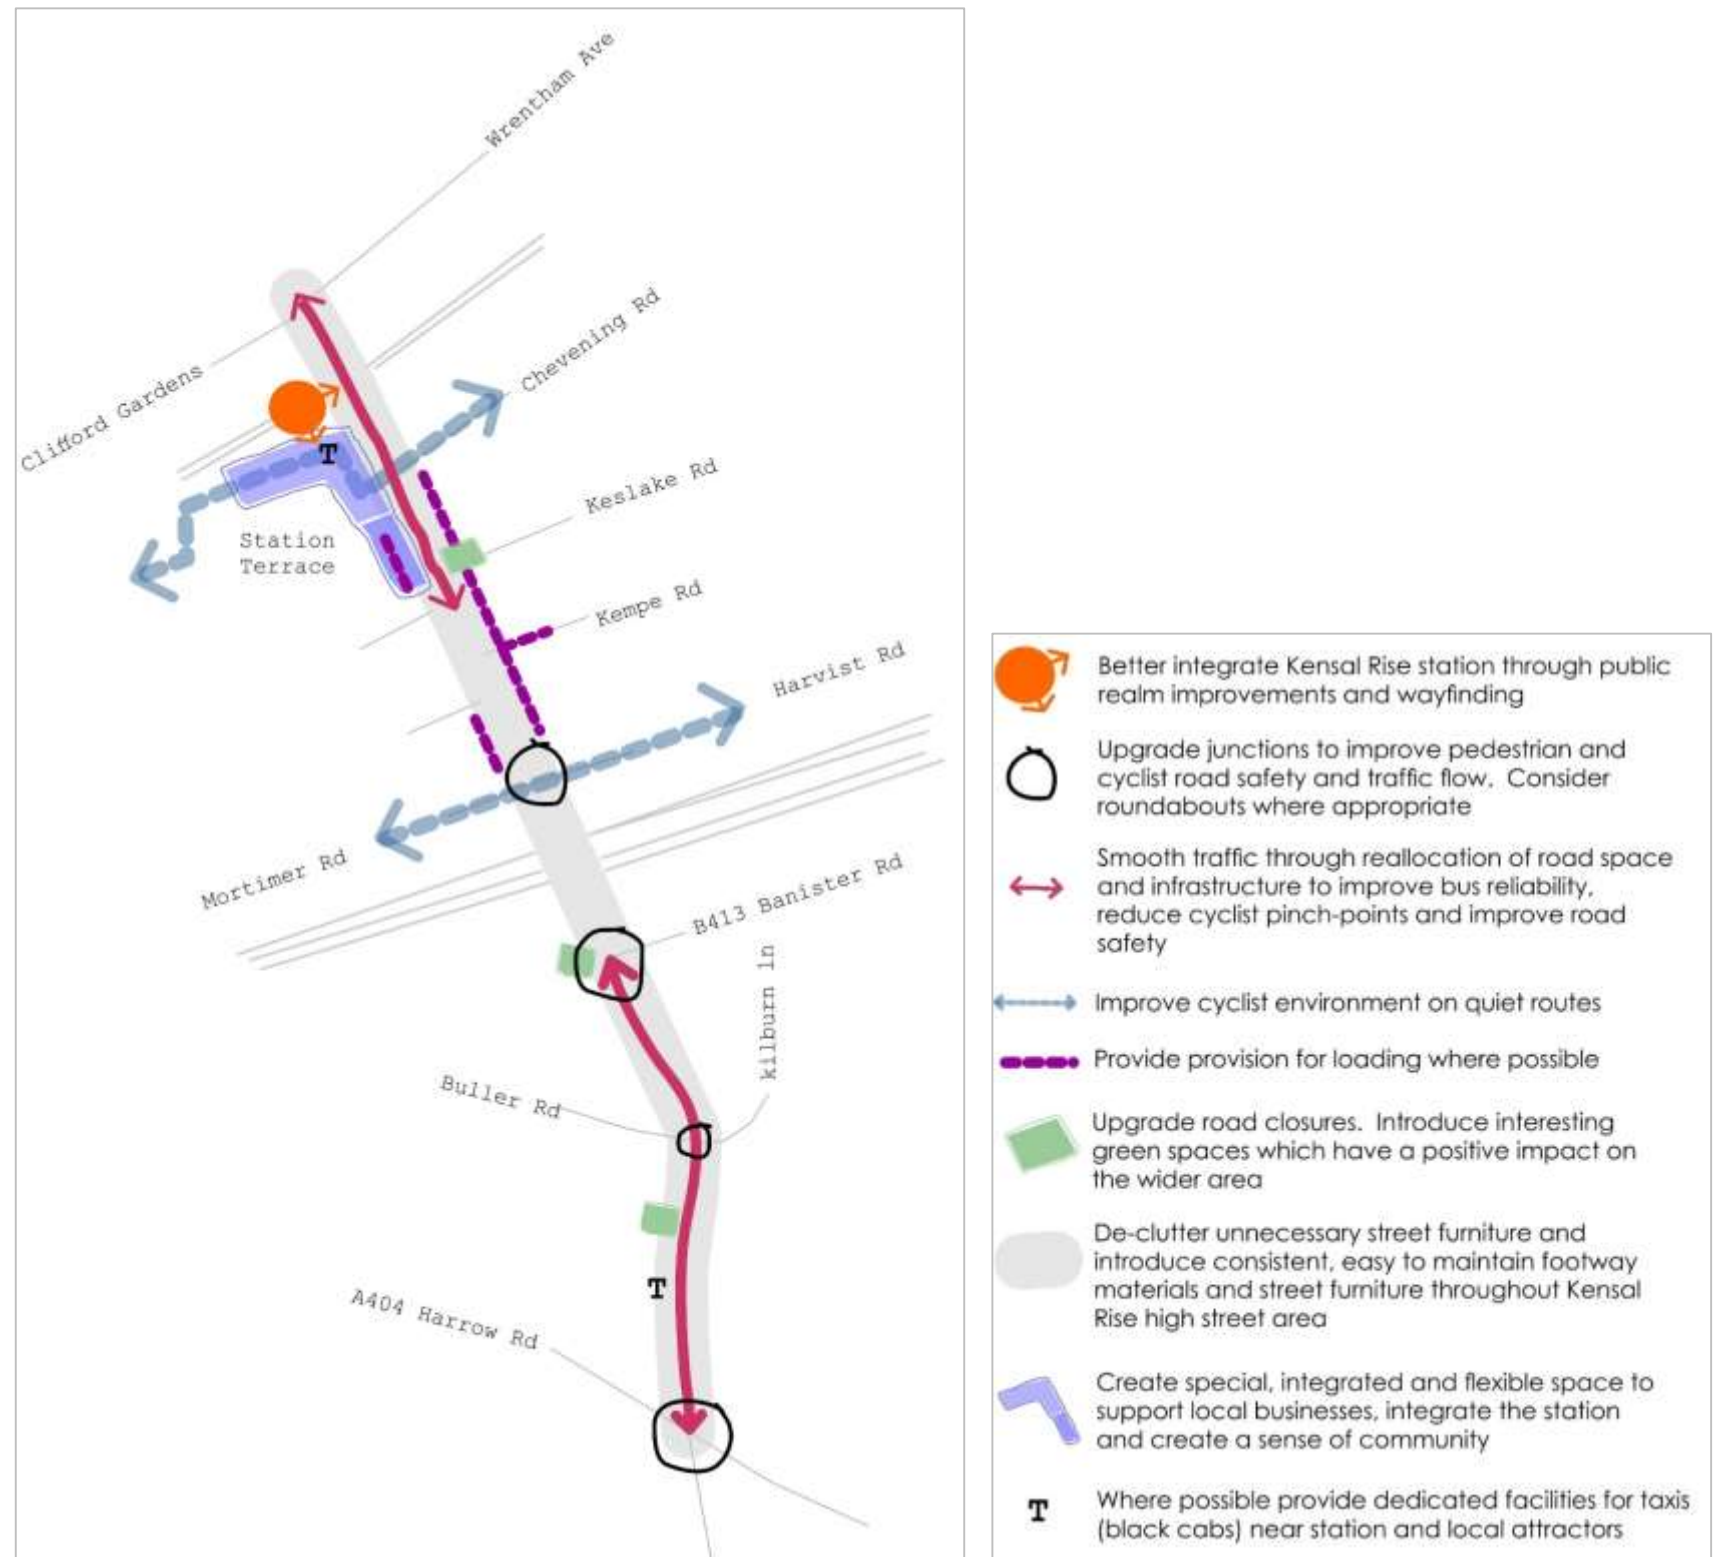 Wrentham Ave
Chevening Rd
Clifford Gardens
T
Keslake Rd
Station
Terrace
Kempe Rd
Harvist Rd
Mortimer Rd
B413 Banister Rd
kilburn ln
Buller Rd
T
A404 Harrow Rd
Better integrate Kensal Rise station through public
realm improvements and wayfinding
Upgrade junctions to improve pedestrian and
cyclist road safety and traffic flow. Consider
roundabouts where appropriate
Smooth traffic through reallocation of road space
and infrastructure to improve bus reliability,
reduce cyclist pinch-points and improve road
safety
Improve cyclist environment on quiet routes
Provide provision for loading where possible
Upgrade road closures. Introduce interesting
green spaces which have a positive impact on
the wider area
De-clutter unnecessary street furniture and
introduce consistent, easy to maintain footway
materials and street furniture throughout Kensal
Rise high street area
Create special, integrated and flexible space to
support local businesses, integrate the station
and create a sense of community
T
Where possible provide dedicated facilities for taxis
(black cabs) near station and local attractors